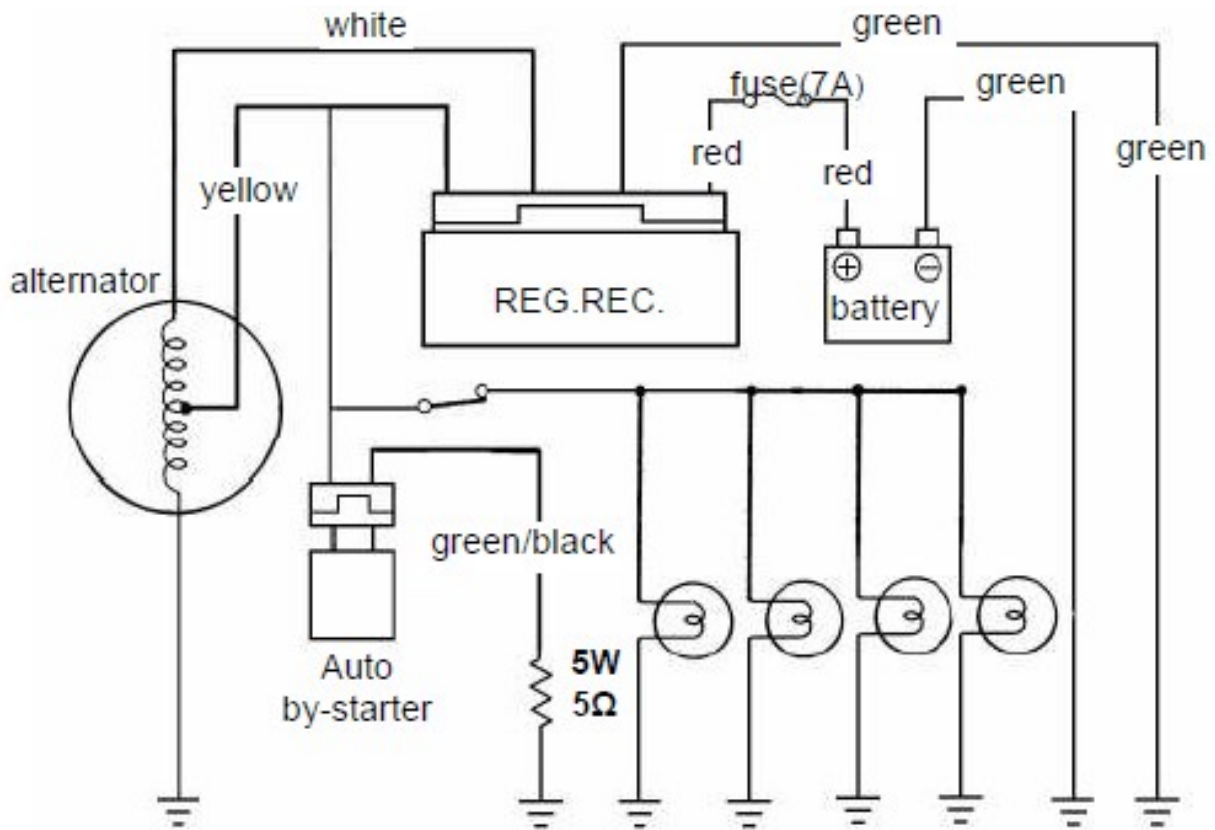 white
green
fuse(7A)
green
red
red
green
yellow
alternator
REG.REC.
+
−
battery
green/black
Auto
by-starter
5W
5Ω